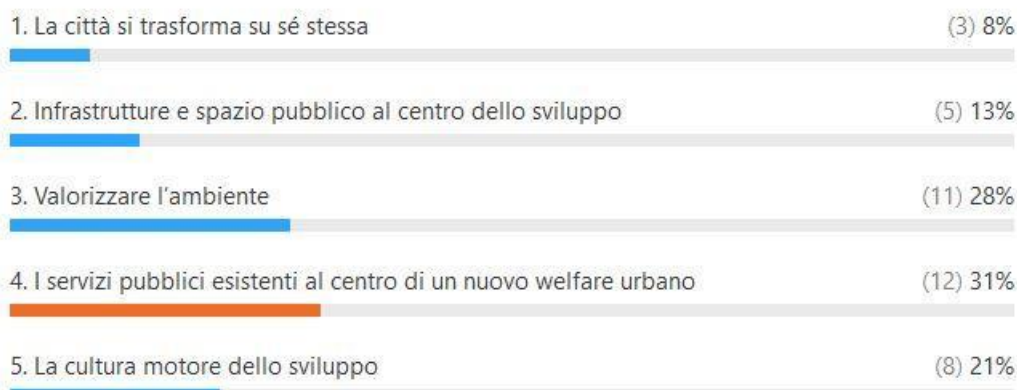 1. La città si trasforma su sé stessa (3) 8%
2. Infrastrutture e spazio pubblico al centro dello sviluppo (5) 13%
3. Valorizzare l'ambiente (11) 28%
4. I servizi pubblici esistenti al centro di un nuovo welfare urbano (12) 31%
5. La cultura motore dello sviluppo (8) 21%